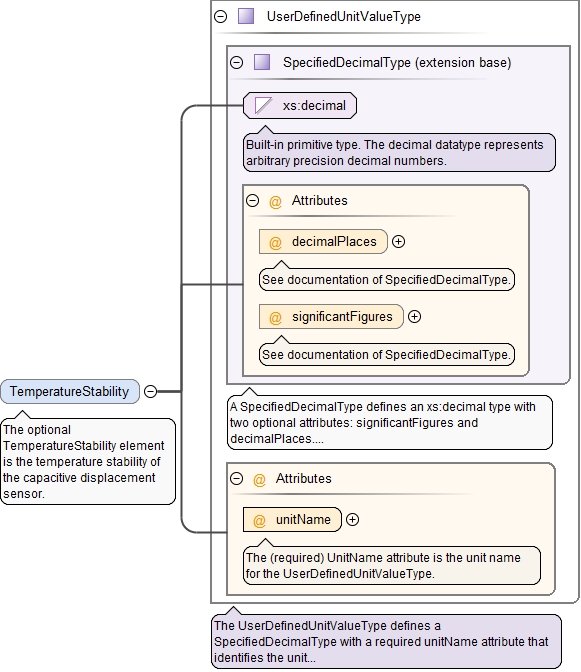 UserDefinedUnitValueType
SpecifiedDecimalType (extension base)
xs:decimal
Built-in primitive type. The decimal datatype represents
arbitrary precision decimal numbers.
@ Attributes
@ decimalPlaces
See documentation of SpecifiedDecimalType.
@ significantFigures
See documentation of SpecifiedDecimalType.
TemperatureStability
The optional
TemperatureStability element
is the temperature stability of
the capacitive displacement
sensor.
A SpecifiedDecimalType defines an xs:decimal type with
two optional attributes: significantFigures and
decimalPlaces....
@ Attributes
@ unitName
The (required) UnitName attribute is the unit name
for the UserDefinedUnitValueType.
The UserDefinedUnitValueType defines a
SpecifiedDecimalType with a required unitName attribute that
identifies the unit...